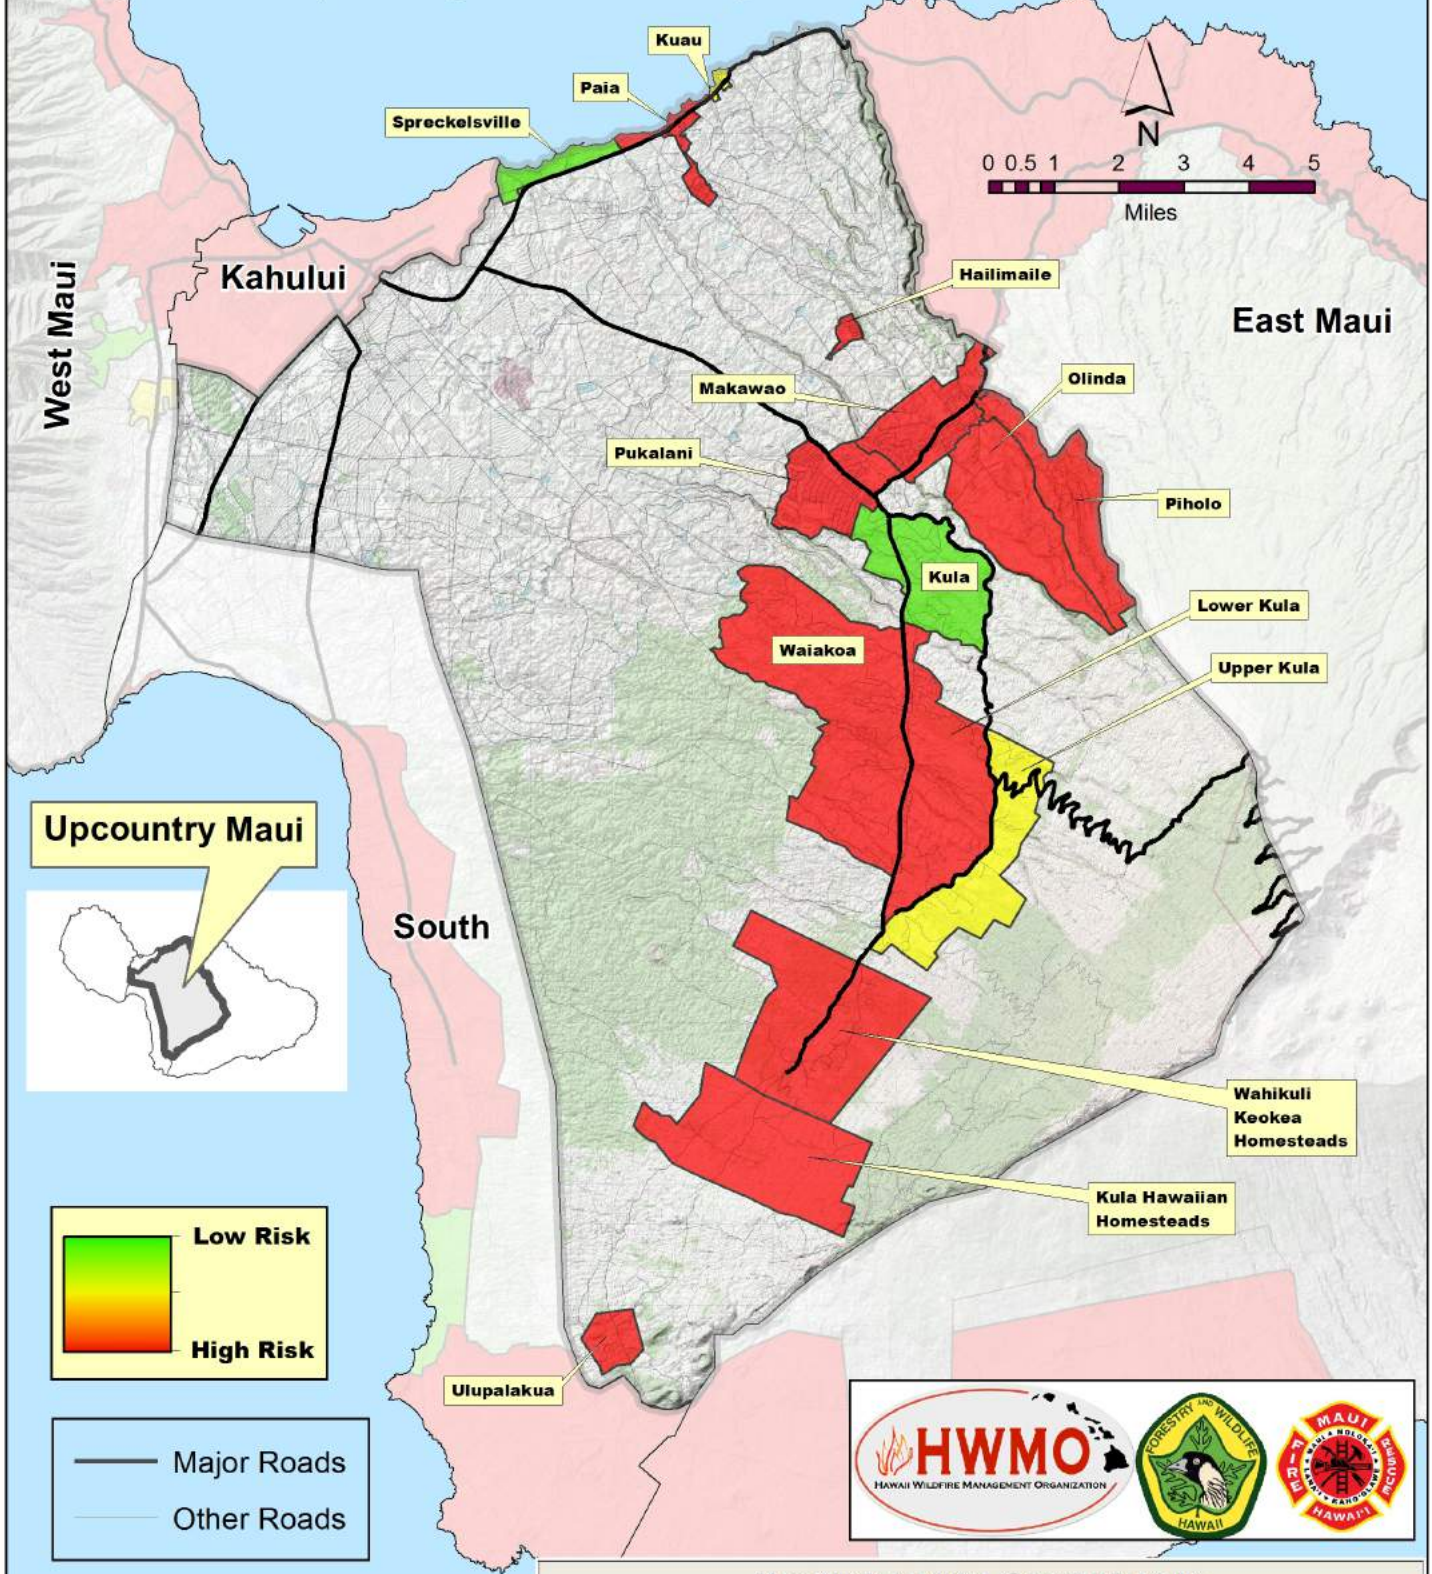 Kuau
Paia
Spreckelsville
N
0 0.5 1 2 3 4 5
Miles
Kahului
West Maui
Hailimaile
East Maui
Makawao
Olinda
Pukalani
Piholo
Kula
Lower Kula
Waiakoa
Upper Kula
Upcountry Maui
South
Wahikuli
Keokea
Homesteads
Kula Hawaiian
Homesteads
Low Risk
High Risk
Ulupalakua
Major Roads
Other Roads
HWMO
HAWAII WILDFIRE MANAGEMENT ORGANIZATION
FORESTRY AND WILDLIFE
HAWAII
MAUI
FIRE
RESCUE
HAWAI'I